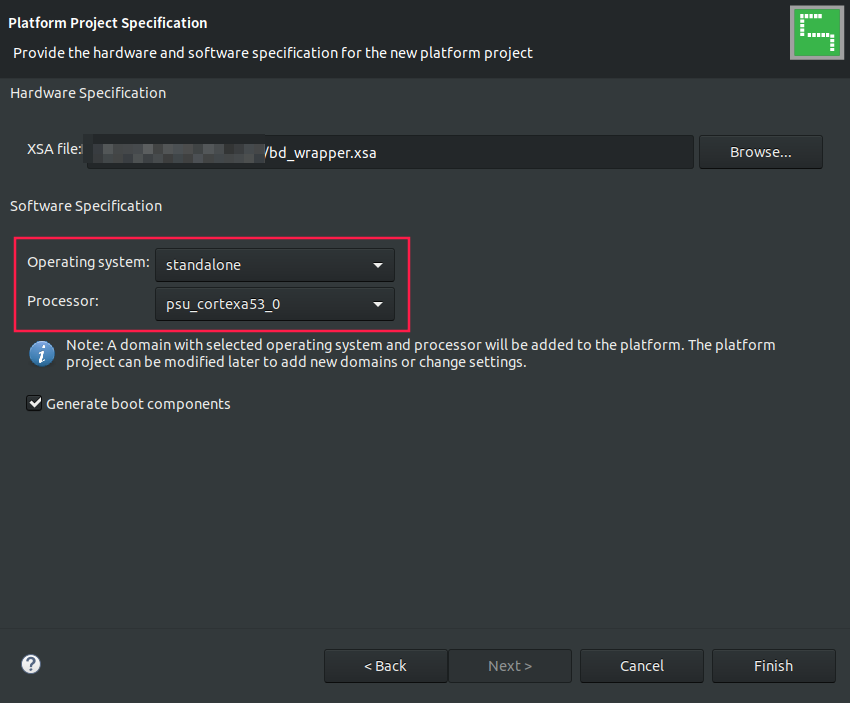 Platform Project Specification
Provide the hardware and software specification for the new platform project
Hardware Specification
XSA file: /bd_wrapper.xsa Browse...
Software Specification
Operating system: standalone
Processor: psu_cortexa53_0
Note: A domain with selected operating system and processor will be added to the platform. The platform
project can be modified later to add new domains or change settings.
Generate boot components
? < Back Next > Cancel Finish